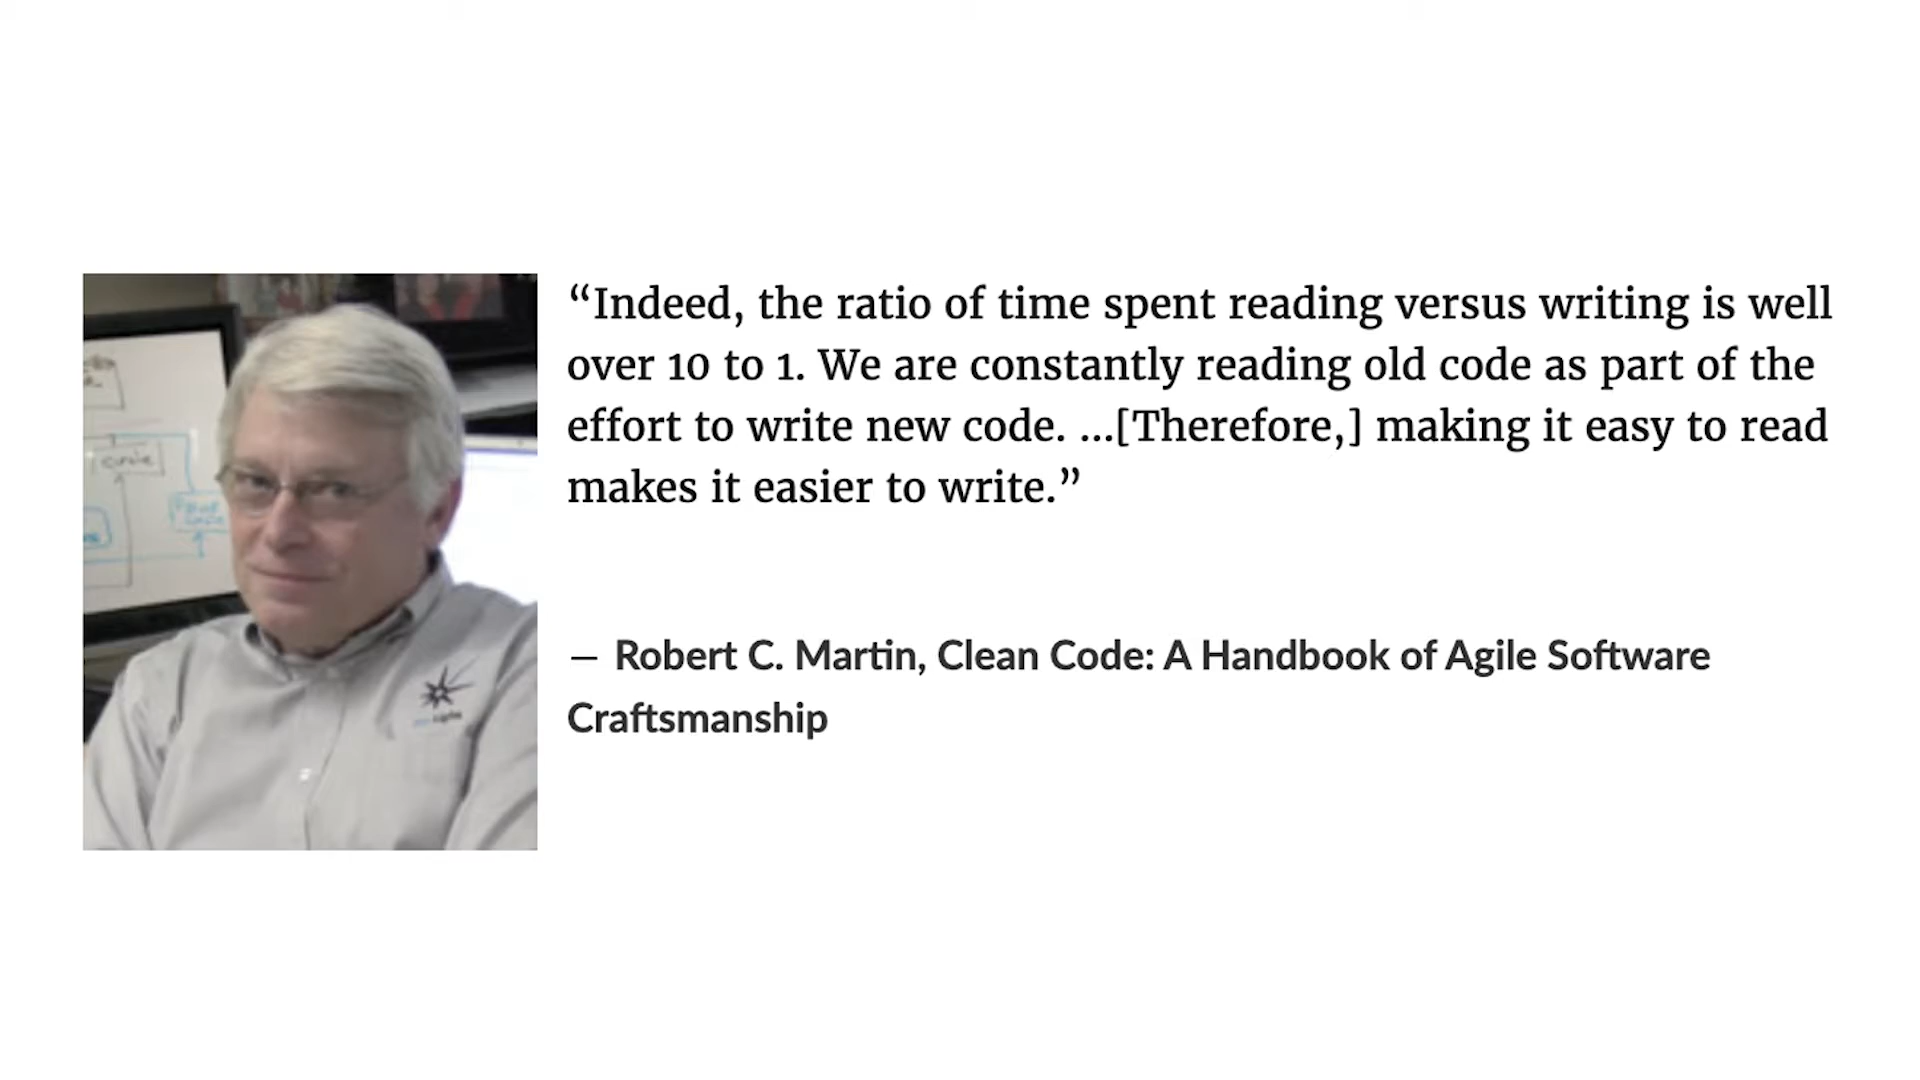 “Indeed, the ratio of time spent reading versus writing is well
over 10 to 1. We are constantly reading old code as part of the
effort to write new code. ...[Therefore,] making it easy to read
makes it easier to write.”
— Robert C. Martin, Clean Code: A Handbook of Agile Software
Craftsmanship